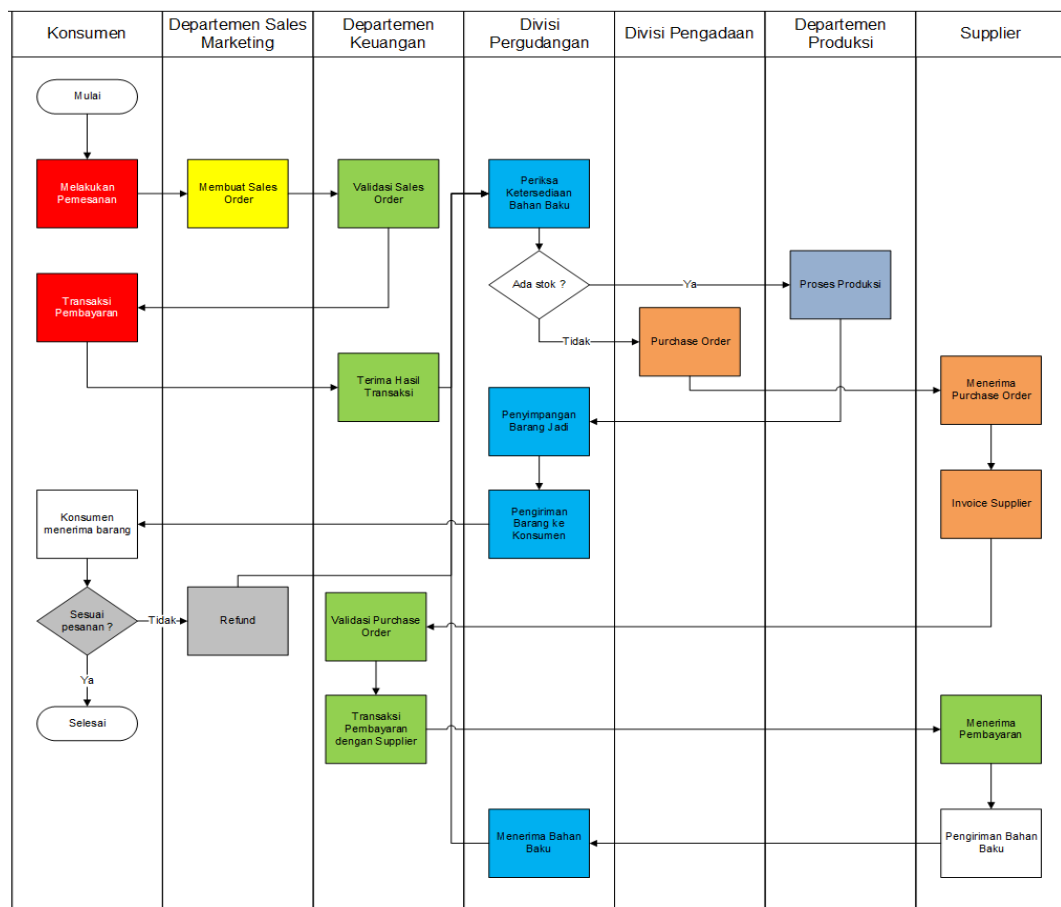 Konsumen
Departemen Sales
Marketing
Departemen
Keuangan
Divisi
Pergudangan
Divisi Pengadaan
Departemen
Produksi
Supplier
Mulai
Melakukan
Pemesanan
Membuat Sales
Order
Validasi Sales
Order
Periksa
Ketersediaan
Bahan Baku
Transaksi
Pembayaran
Ada stok ?
Ya
Proses Produksi
Tidak
Purchase Order
Terima Hasil
Transaksi
Menerima
Purchase Order
Penyimpangan
Barang Jadi
Konsumen
menerima barang
Pengiriman
Barang ke
Konsumen
Invoice Supplier
Sesuai
pesanan ?
Tidak
Refund
Validasi Purchase
Order
Ya
Selesai
Transaksi
Pembayaran
dengan Supplier
Menerima
Pembayaran
Menerima Bahan
Baku
Pengiriman Bahan
Baku